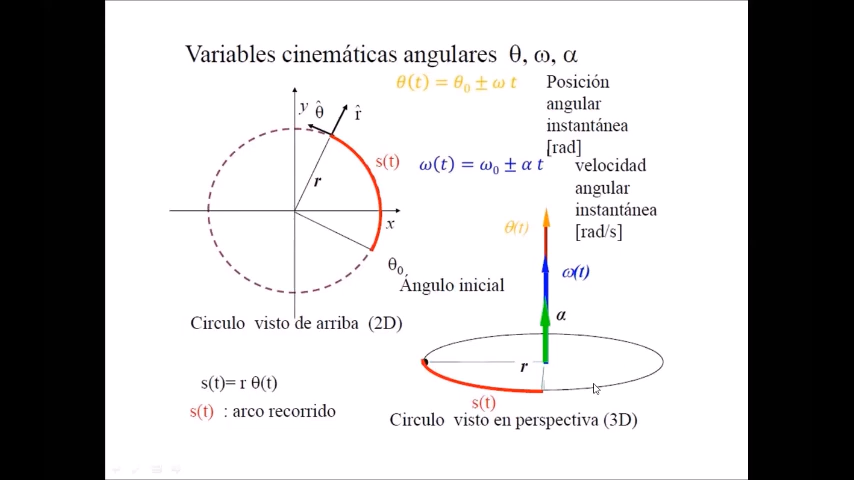 Variables cinemáticas angulares θ, ω, α
θ(t) = θ₀ ± ω t
Posición
angular
instantánea
[rad]
y
θ̂
r̂
s(t)
r
x
θ₀
Ángulo inicial
ω(t) = ω₀ ± α t
velocidad
angular
instantánea
[rad/s]
θ(t)
ω(t)
α
r
s(t)
Circulo visto de arriba (2D)
s(t)= r θ(t)
s(t) : arco recorrido
Circulo visto en perspectiva (3D)